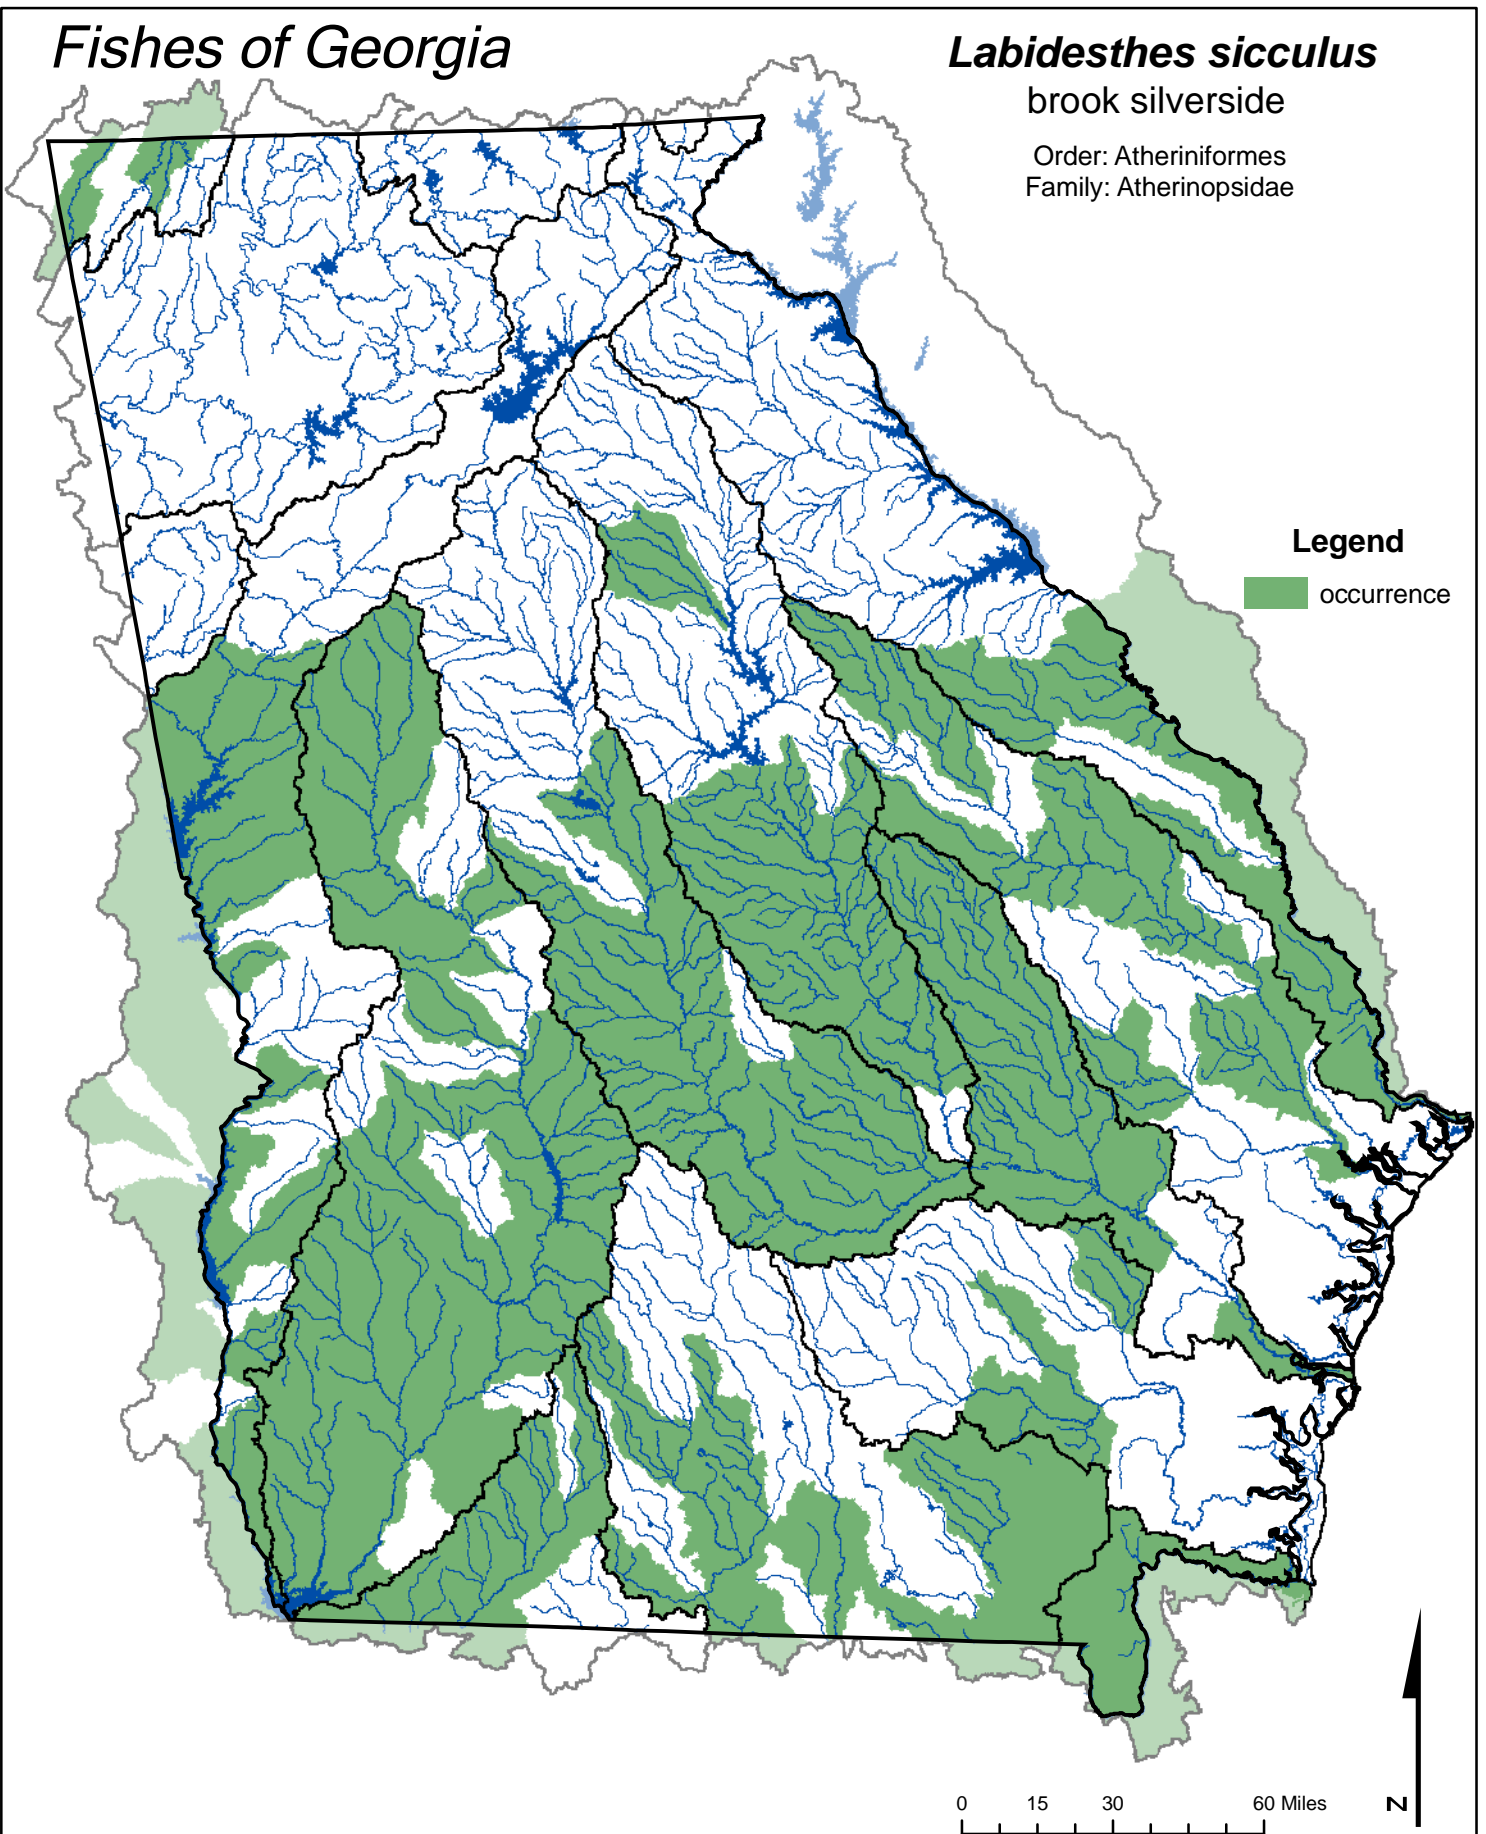 Fishes of Georgia
Labidesthes sicculus
brook silverside
Order: Atheriniformes
Family: Atherinopsidae
Legend
occurrence
0 15 30 60 Miles
N